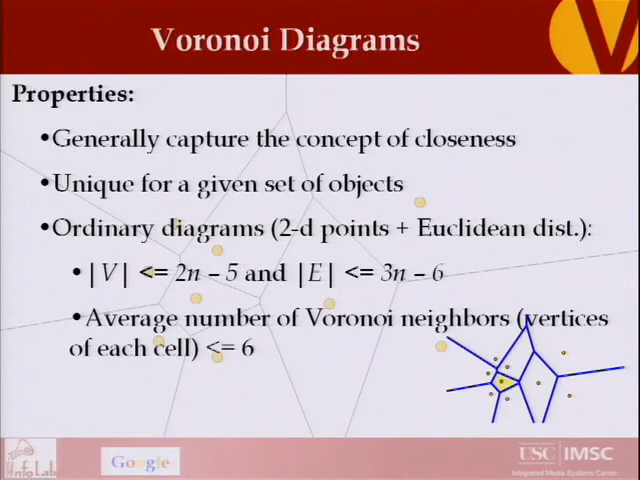 Voronoi Diagrams
Properties:
•Generally capture the concept of closeness
•Unique for a given set of objects
•Ordinary diagrams (2-d points + Euclidean dist.):
•|V| <= 2n – 5 and |E| <= 3n – 6
•Average number of Voronoi neighbors (vertices
of each cell) <= 6
InfoLab
Google
USC IMSC
Integrated Media Systems Center